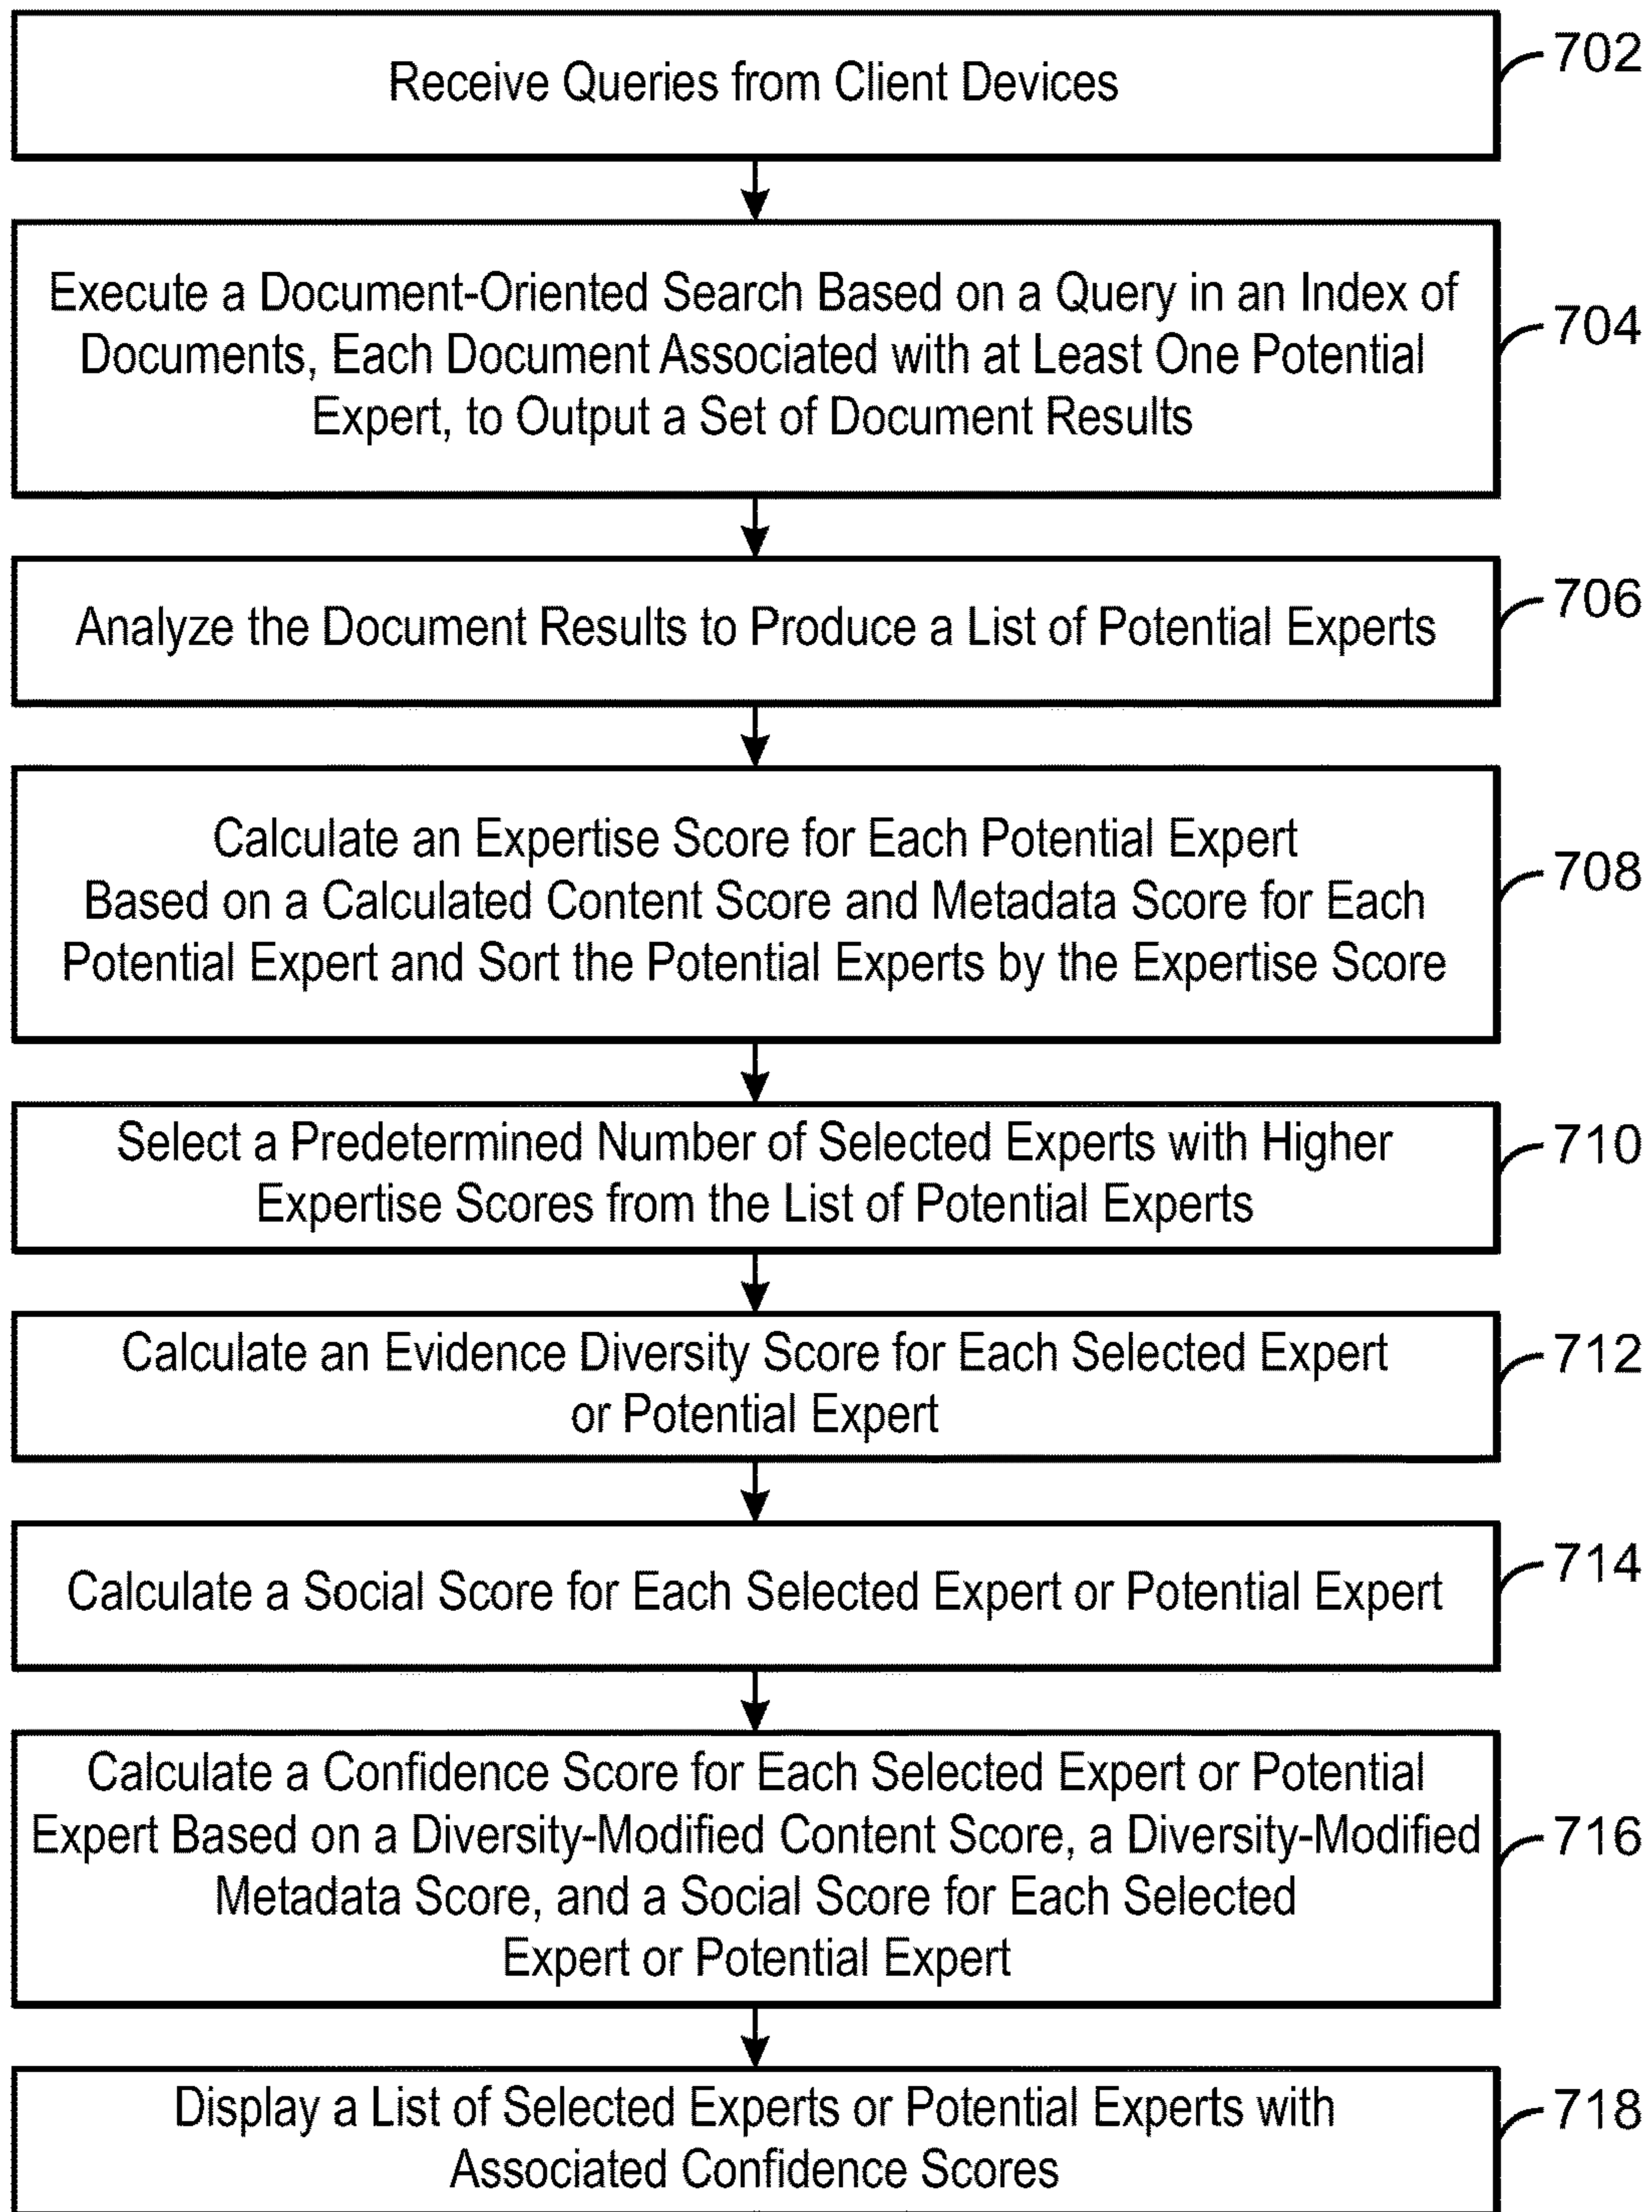 Receive Queries from Client Devices
702
Execute a Document-Oriented Search Based on a Query in an Index of
Documents, Each Document Associated with at Least One Potential
Expert, to Output a Set of Document Results
704
Analyze the Document Results to Produce a List of Potential Experts
706
Calculate an Expertise Score for Each Potential Expert
Based on a Calculated Content Score and Metadata Score for Each
Potential Expert and Sort the Potential Experts by the Expertise Score
708
Select a Predetermined Number of Selected Experts with Higher
Expertise Scores from the List of Potential Experts
710
Calculate an Evidence Diversity Score for Each Selected Expert
or Potential Expert
712
Calculate a Social Score for Each Selected Expert or Potential Expert
714
Calculate a Confidence Score for Each Selected Expert or Potential
Expert Based on a Diversity-Modified Content Score, a Diversity-Modified
Metadata Score, and a Social Score for Each Selected
Expert or Potential Expert
716
Display a List of Selected Experts or Potential Experts with
Associated Confidence Scores
718